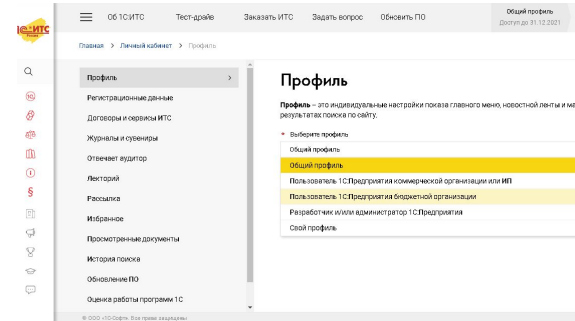 Об 1С:ИТС Тест-драйв Заказать ИТС Задать вопрос Обновить ПО Общий профиль
Доступ до 31.12.2021
1С ИТС
Россия
Главная > Личный кабинет > Профиль
Профиль >
Регистрационные данные
Договоры и сервисы ИТС
Журналы и сувениры
Отвечает аудитор
Лекторий
Рассылка
Избранное
Просмотренные документы
История поиска
Обновление ПО
Оценка работы программ 1С
Профиль
Профиль – это индивидуальные настройки показа главного меню, новостной ленты и
результатах поиска по сайту.
* Выберите профиль
Общий профиль
Общий профиль
Пользователь 1С:Предприятия коммерческой организации или ИП
Пользователь 1С:Предприятия бюджетной организации
Разработчик и/или администратор 1С:Предприятия
Свой профиль
© ООО «1С-Софт». Все права защищены